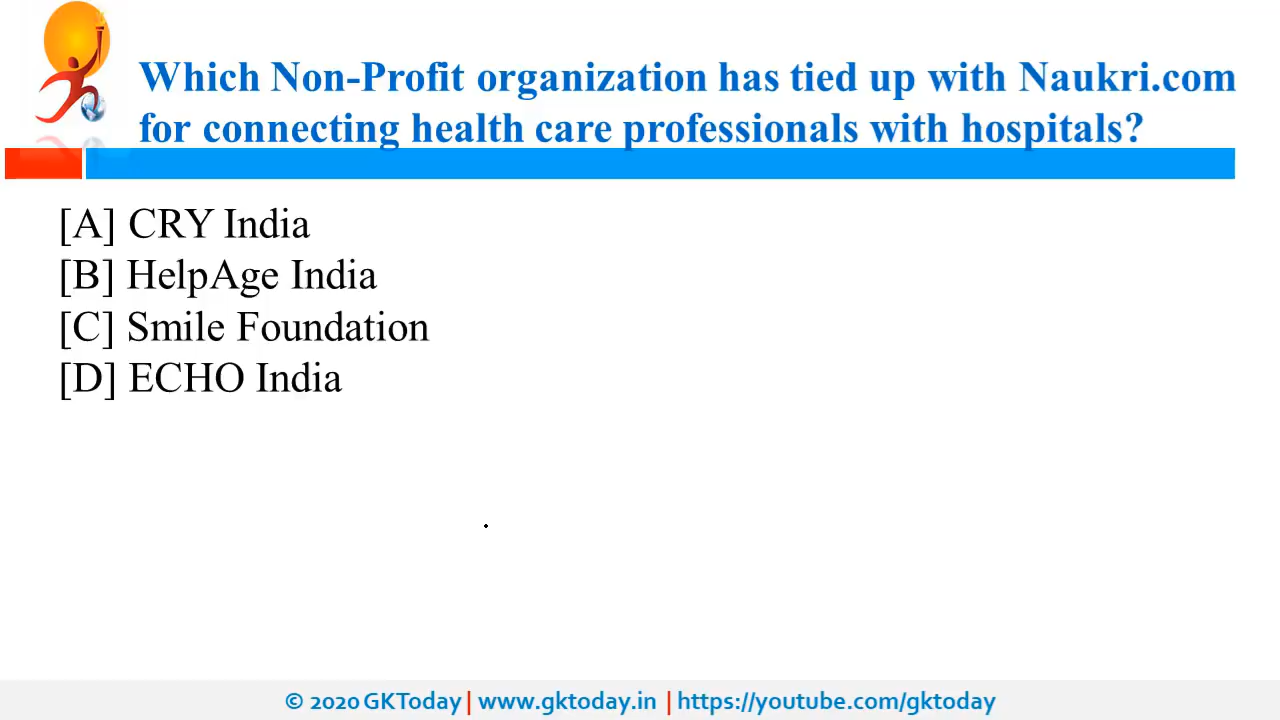 Which Non-Profit organization has tied up with Naukri.com
for connecting health care professionals with hospitals?
[A] CRY India
[B] HelpAge India
[C] Smile Foundation
[D] ECHO India
© 2020 GKToday | www.gktoday.in | https://youtube.com/gktoday